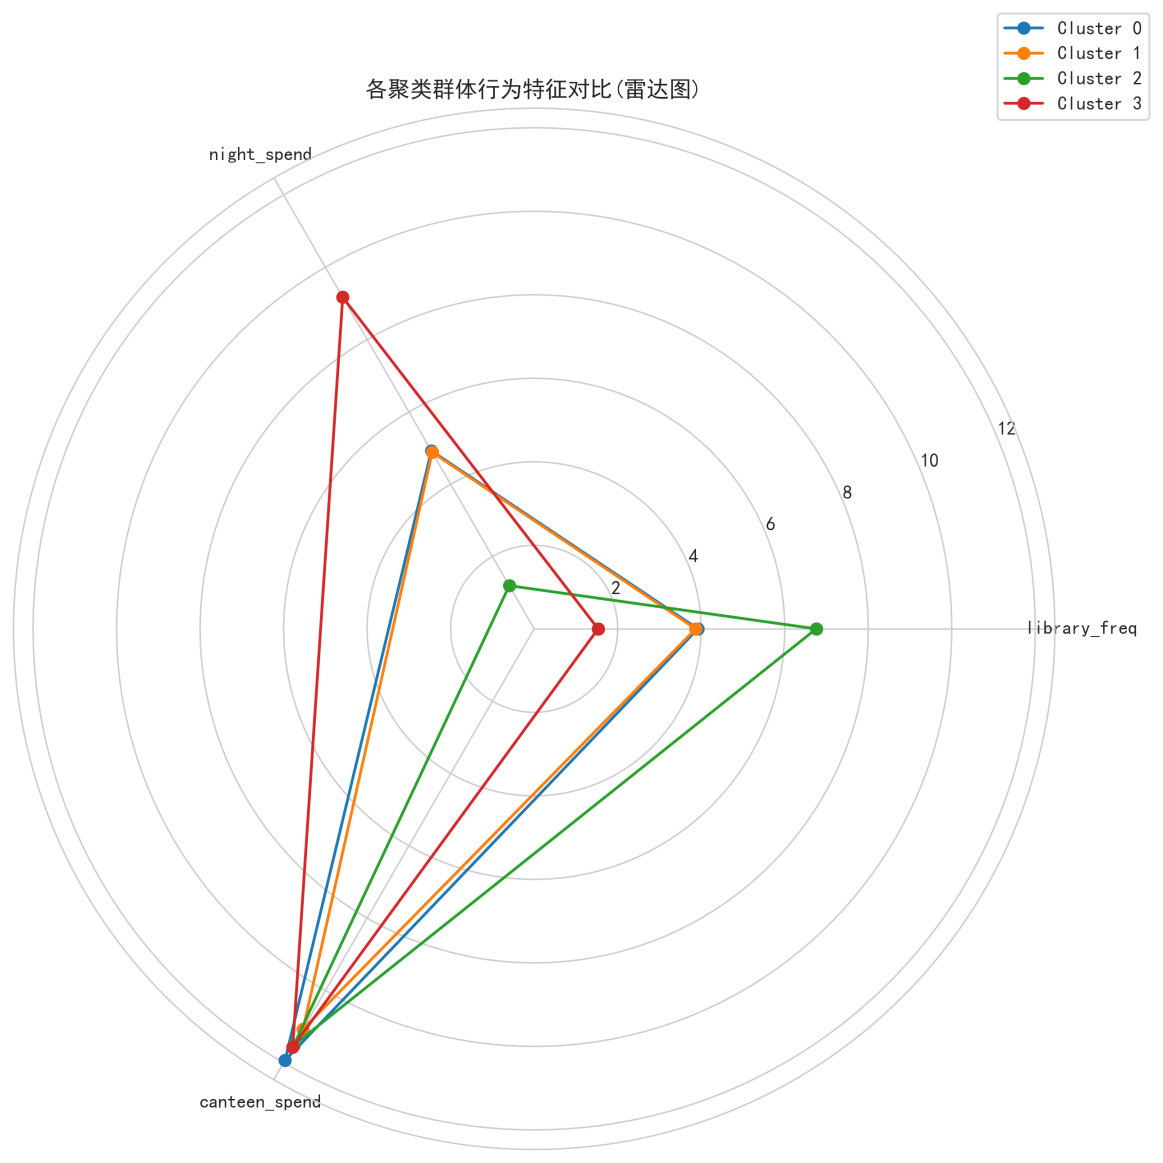 Cluster 0
Cluster 1
Cluster 2
Cluster 3
各聚类群体行为特征对比(雷达图)
night_spend
12
10
8
6
4
2
library_freq
canteen_spend